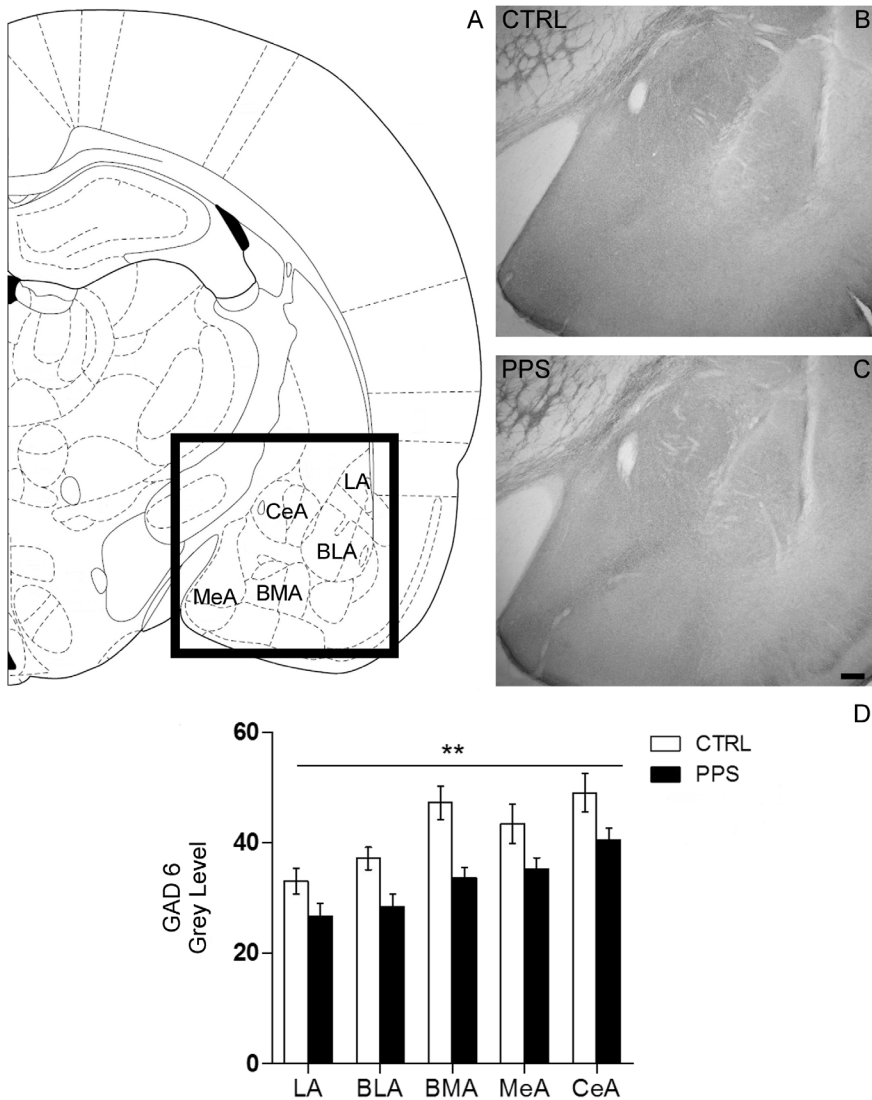 A
LA
CeA
BLA
MeA
BMA
CTRL
B
PPS
C
D
60
**
CTRL
PPS
40
GAD 6
Grey Level
20
0
LA BLA BMA MeA CeA